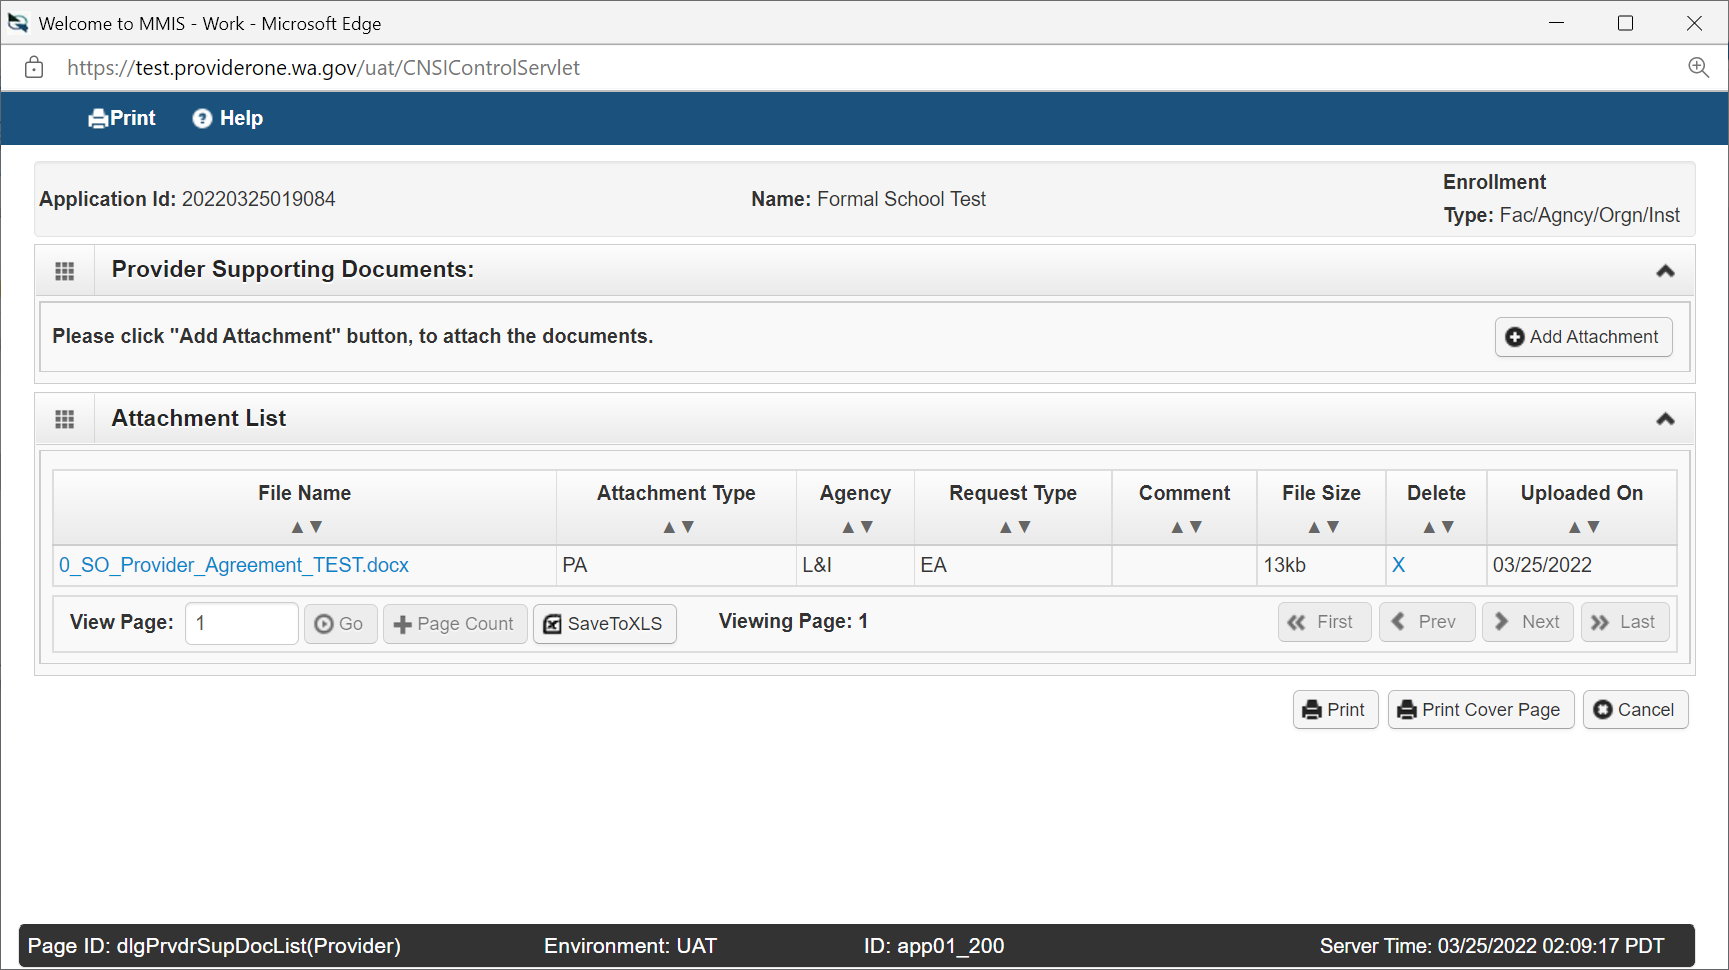 Welcome to MMIS - Work - Microsoft Edge
https://test.providerone.wa.gov/uat/CNSIControlServlet
Print Help
Application Id: 20220325019084 Name: Formal School Test Enrollment
Type: Fac/Agncy/Orgn/Inst
Provider Supporting Documents:
Please click "Add Attachment" button, to attach the documents. Add Attachment
Attachment List
File Name Attachment Type Agency Request Type Comment File Size Delete Uploaded On
0_SO_Provider_Agreement_TEST.docx PA L&I EA 13kb X 03/25/2022
View Page: 1 Go Page Count SaveToXLS Viewing Page: 1 First Prev Next Last
Print Print Cover Page Cancel
Page ID: dlgPrvdrSupDocList(Provider) Environment: UAT ID: app01_200 Server Time: 03/25/2022 02:09:17 PDT